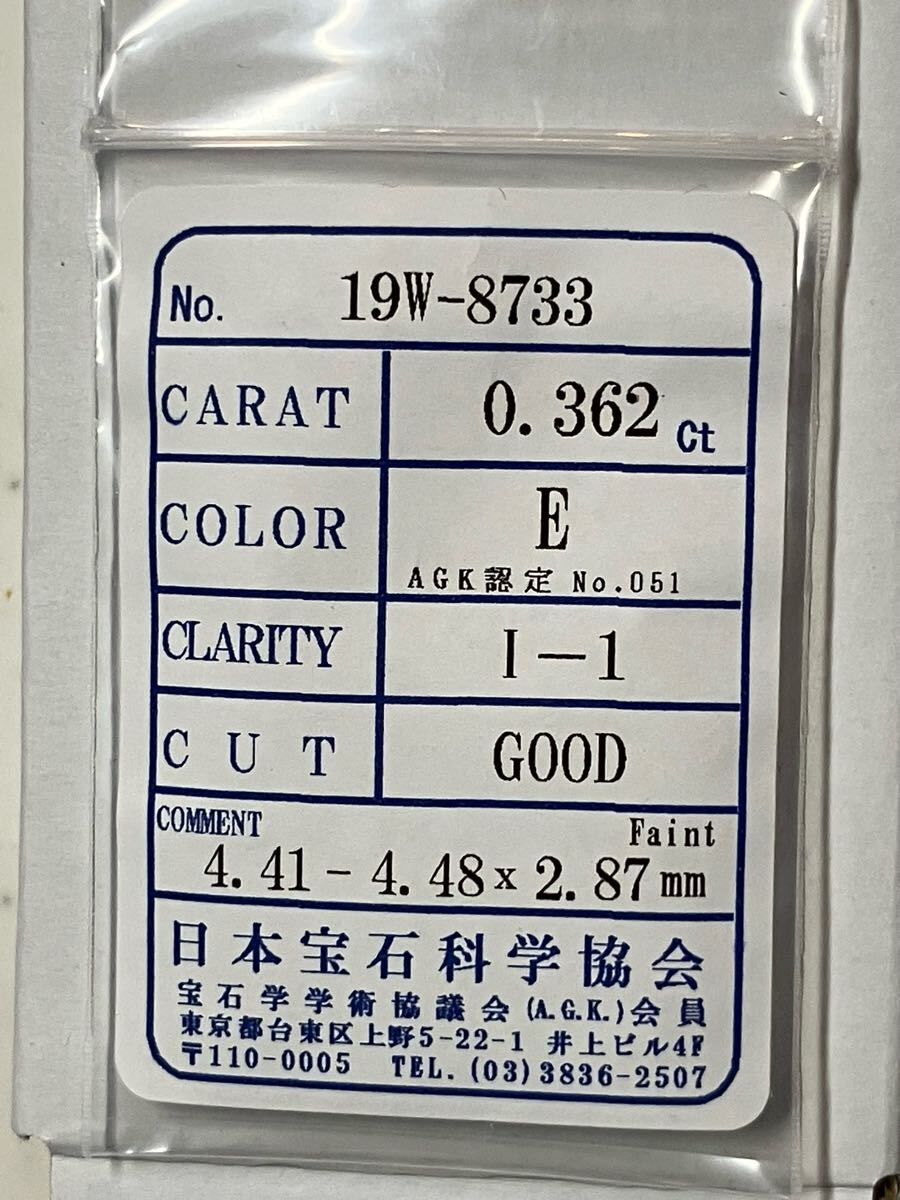 No. 19W-8733
CARAT 0.362 Ct
COLOR E
AGK認定 No.051
CLARITY I-1
CUT GOOD
COMMENT Faint
4.41 - 4.48 x 2.87 mm
日本宝石科学協会
宝石学学術協議会(A.G.K.)会員
東京都台東区上野5-22-1 井上ビル4F
〒110-0005 TEL. (03) 3836-2507